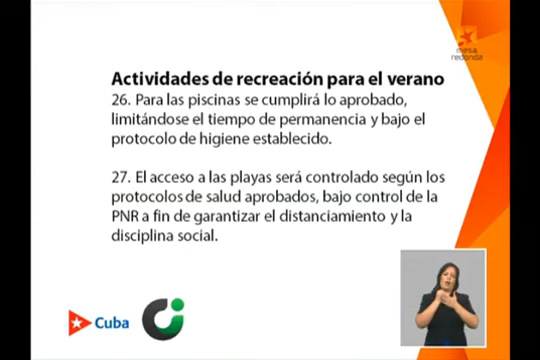 mesa
redonda
Actividades de recreación para el verano
26. Para las piscinas se cumplirá lo aprobado,
limitándose el tiempo de permanencia y bajo el
protocolo de higiene establecido.
27. El acceso a las playas será controlado según los
protocolos de salud aprobados, bajo control de la
PNR a fin de garantizar el distanciamiento y la
disciplina social.
Cuba